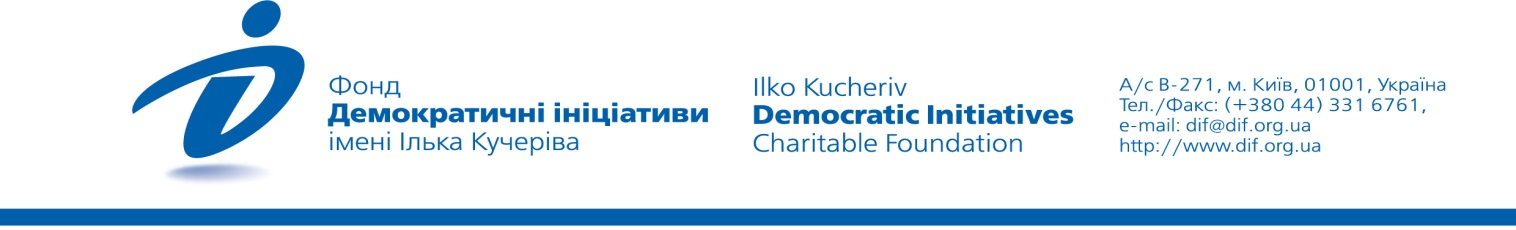 Фонд
Демократичні ініціативи
імені Ілька Кучеріва
Ilko Kucheriv
Democratic Initiatives
Charitable Foundation
А/с В-271, м. Київ, 01001, Україна
Тел./Факс: (+380 44) 331 6761,
e-mail: dif@dif.org.ua
http://www.dif.org.ua